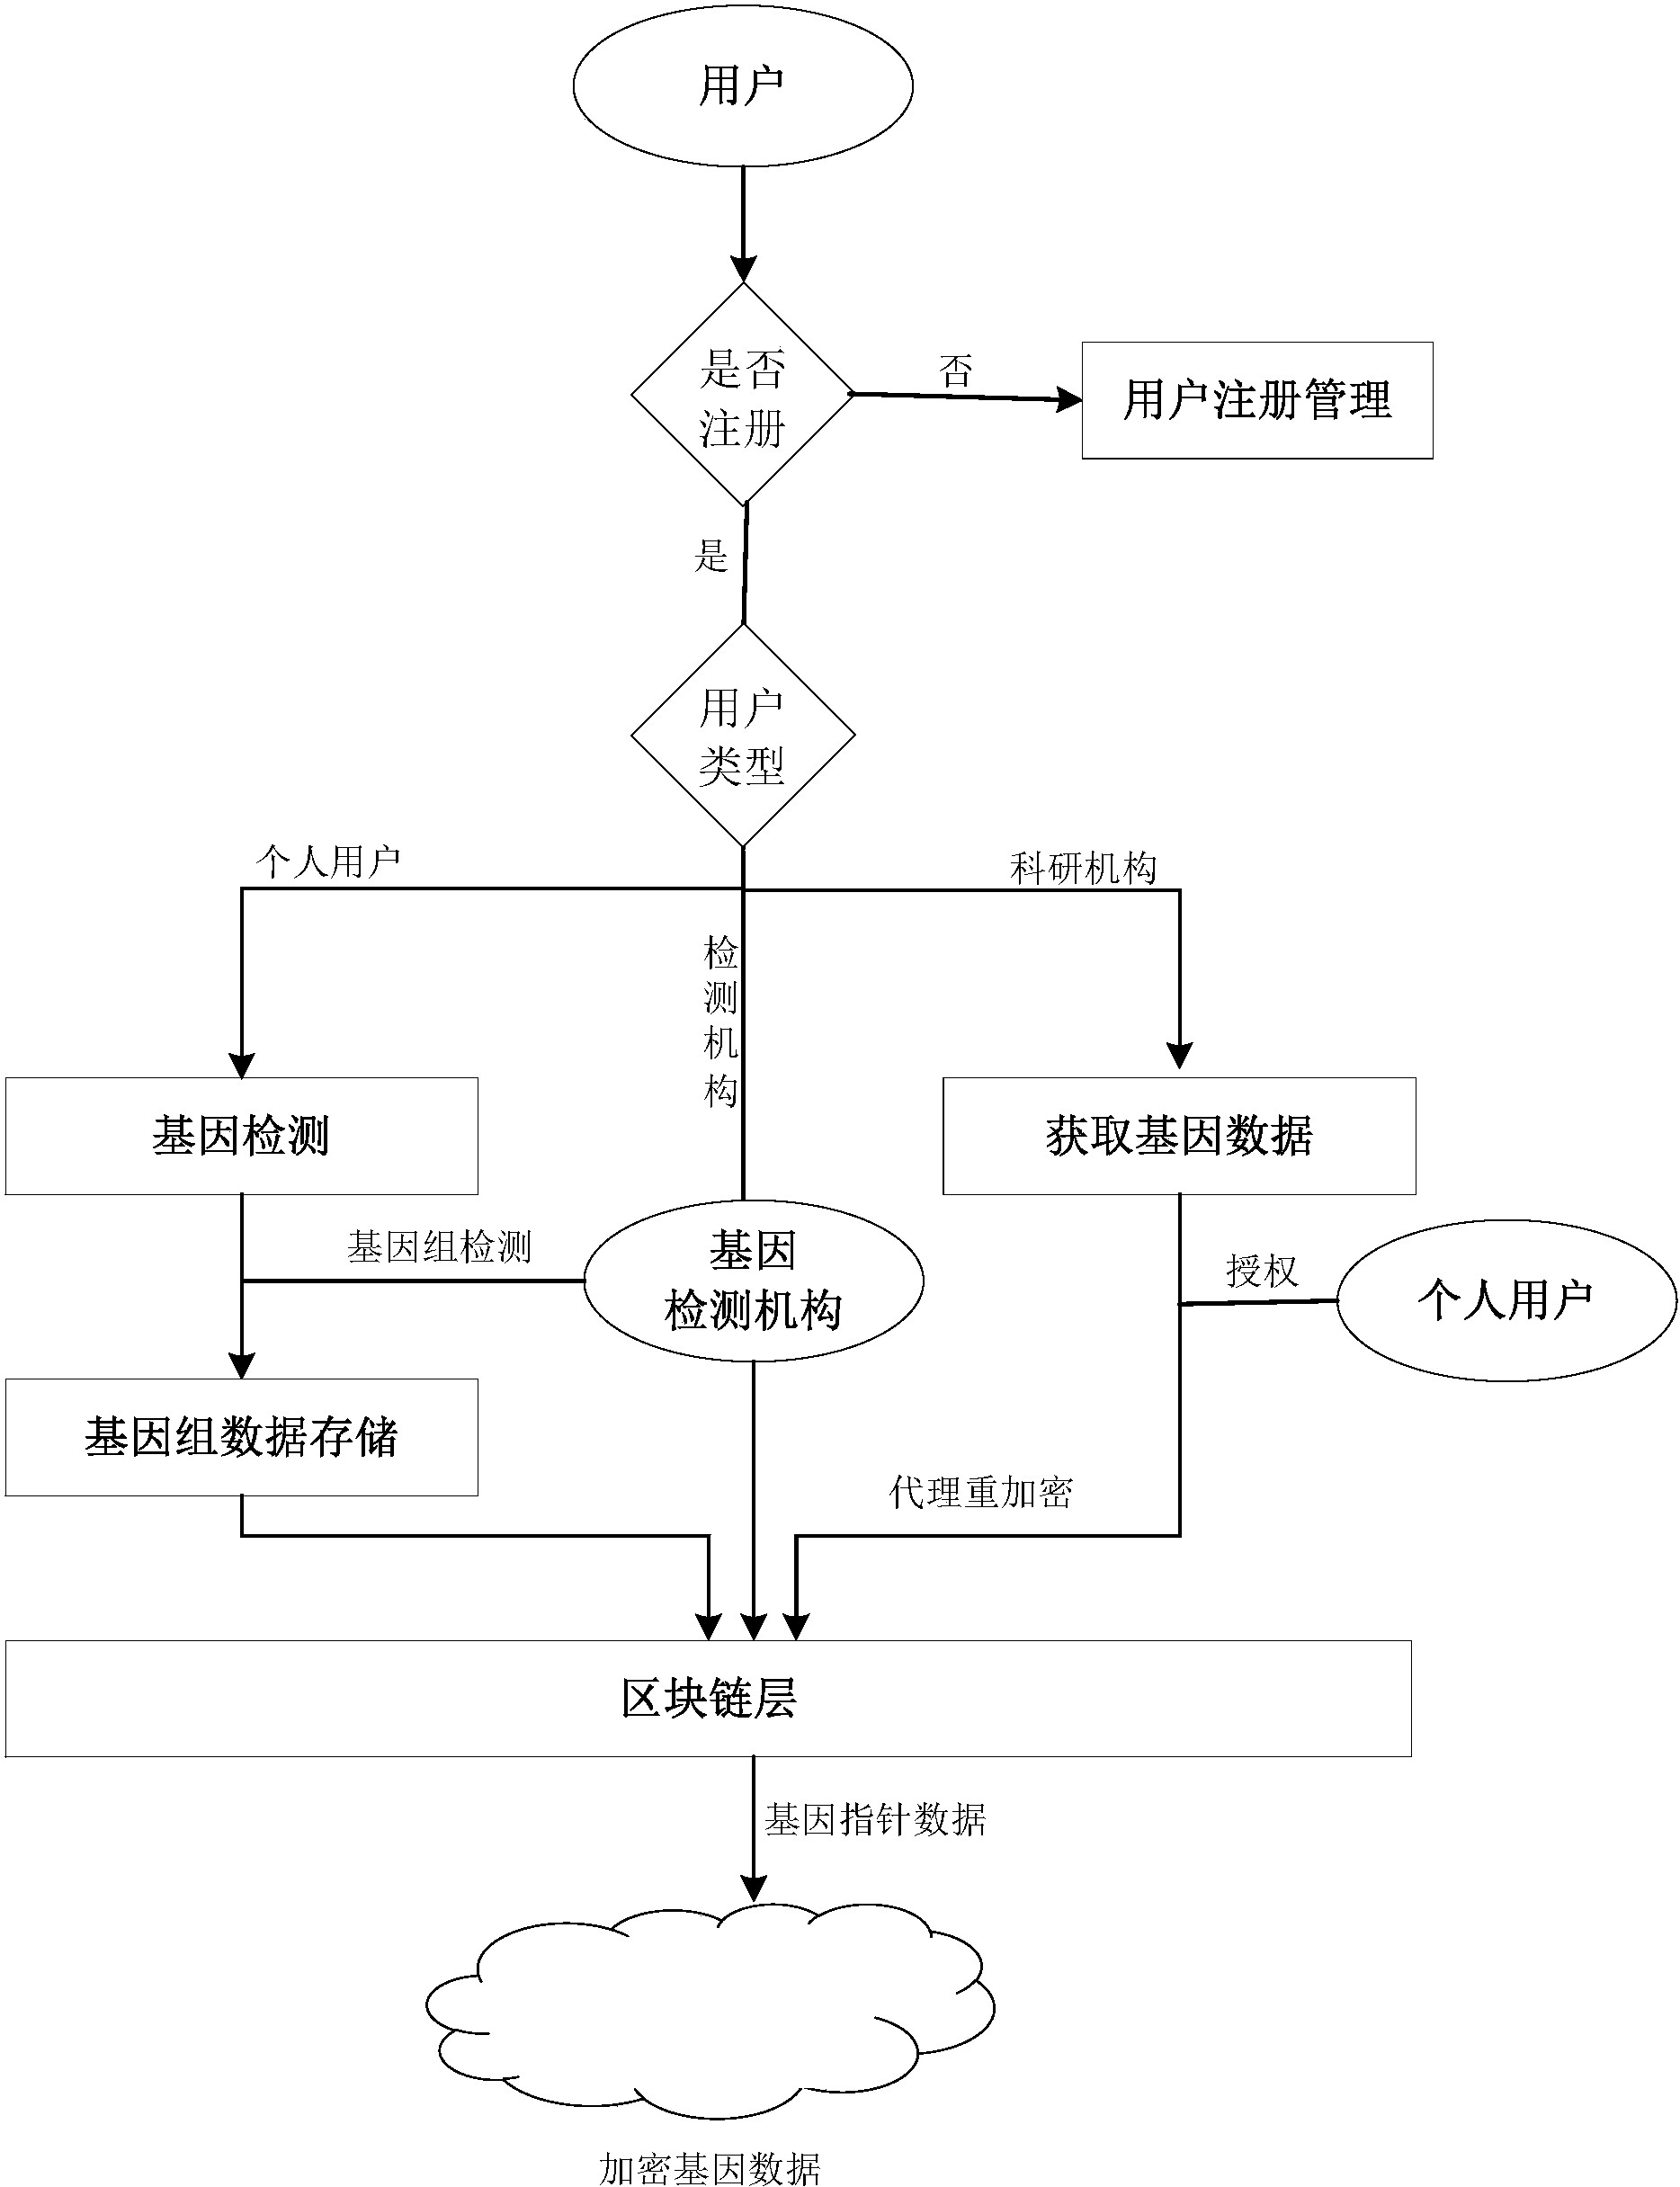 用户
是否
注册
否
用户注册管理
是
用户
类型
个人用户
科研机构
检测机构
基因检测
获取基因数据
基因组检测
基因
检测机构
授权
个人用户
基因组数据存储
代理重加密
区块链层
基因指针数据
加密基因数据